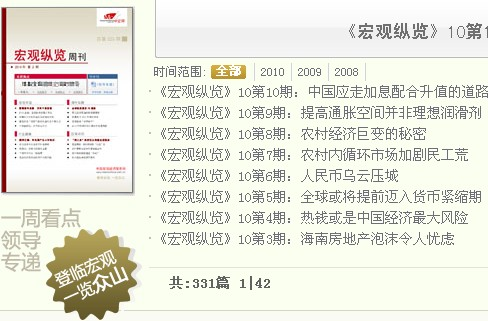 宏观纵览 周刊
《宏观纵览》10第1
时间范围: 全部 2010 2009 2008
·《宏观纵览》10第10期：中国应走加息配合升值的道路
·《宏观纵览》10第9期：提高通胀空间并非理想润滑剂
·《宏观纵览》10第8期：农村经济巨变的秘密
·《宏观纵览》10第7期：农村内循环市场加剧民工荒
·《宏观纵览》10第6期：人民币乌云压城
·《宏观纵览》10第5期：全球或将提前迈入货币紧缩期
·《宏观纵览》10第4期：热钱或是中国经济最大风险
·《宏观纵览》10第3期：海南房地产泡沫令人忧虑
共:331篇 1|42
一周看点
领导
专递
登临宏观
一览众山